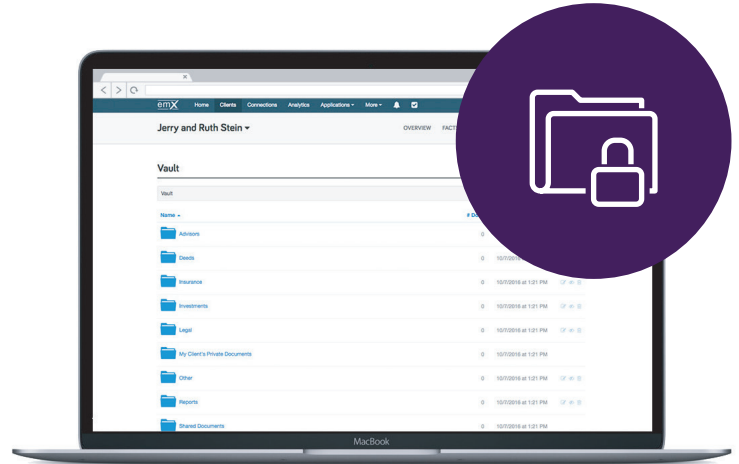 emX Home Clients Connections Analytics Applications More
Jerry and Ruth Stein OVERVIEW
Vault
Vault
Name
Advisors 0
Deeds 0
Insurance 0 10/7/2016 at 1:21 PM
Investments 0 10/7/2016 at 1:21 PM
Legal 0 10/7/2016 at 1:21 PM
My Client's Private Documents 0 10/7/2016 at 1:21 PM
Other 0 10/7/2016 at 1:21 PM
Reports 0 10/7/2016 at 1:21 PM
Shared Documents 0 10/7/2016 at 1:21 PM
MacBook